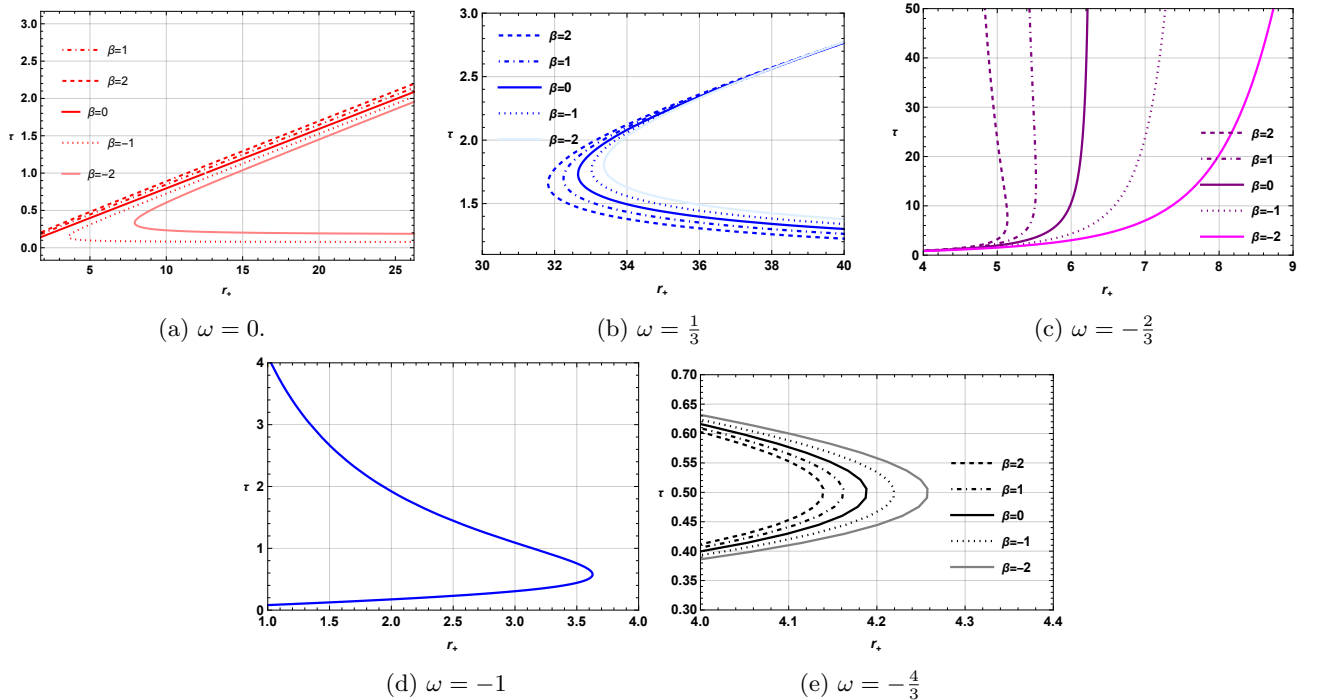 3.0
2.5
2.0
1.5
1.0
0.5
0.0
τ
β=1
β=2
β=0
β=-1
β=-2
5 10 15 20 25
r₊
(a) ω = 0.
3.0
2.5
2.0
1.5
τ
β=2
β=1
β=0
β=-1
β=-2
30 32 34 36 38 40
r₊
(b) ω = 1/3
50
40
30
20
10
0
τ
β=2
β=1
β=0
β=-1
β=-2
4 5 6 7 8 9
r₊
(c) ω = −2/3
4
3
2
1
0
τ
1.0 1.5 2.0 2.5 3.0 3.5 4.0
r₊
(d) ω = −1
0.70
0.65
0.60
0.55
0.50
0.45
0.40
0.35
0.30
τ
β=2
β=1
β=0
β=-1
β=-2
4.0 4.1 4.2 4.3 4.4
r₊
(e) ω = −4/3